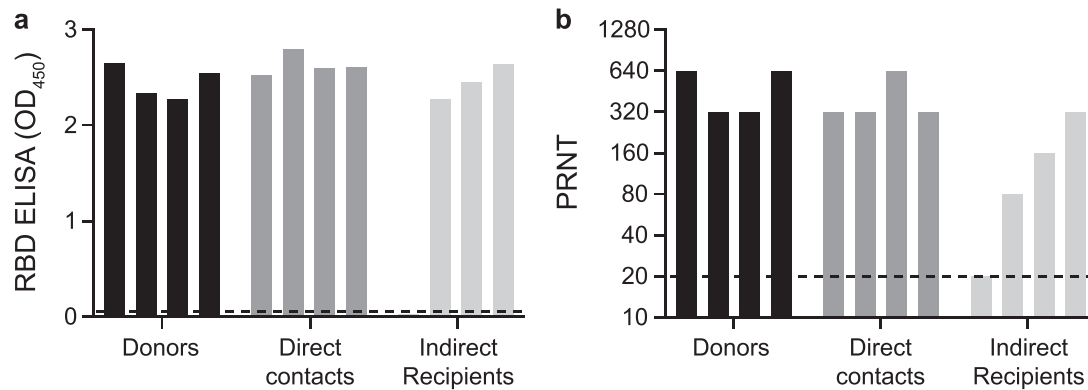 a
RBD ELISA (OD450)
3
2
1
0
Donors
Direct
contacts
Indirect
Recipients
b
PRNT
1280
640
320
160
80
40
20
10
Donors
Direct
contacts
Indirect
Recipients